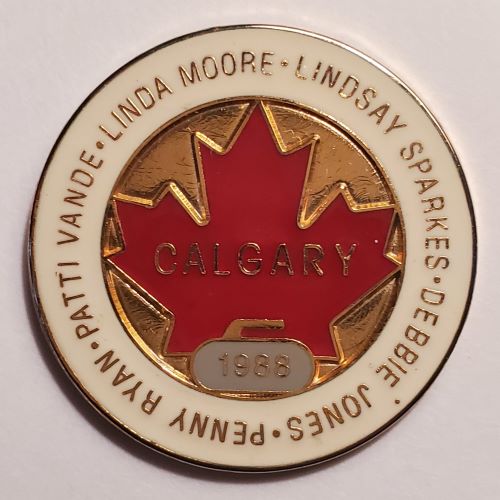 LINDA MOORE • LINDSAY SPARKES • DEBBIE JONES • PENNY RYAN • PATTI VANDE •
CALGARY
1988